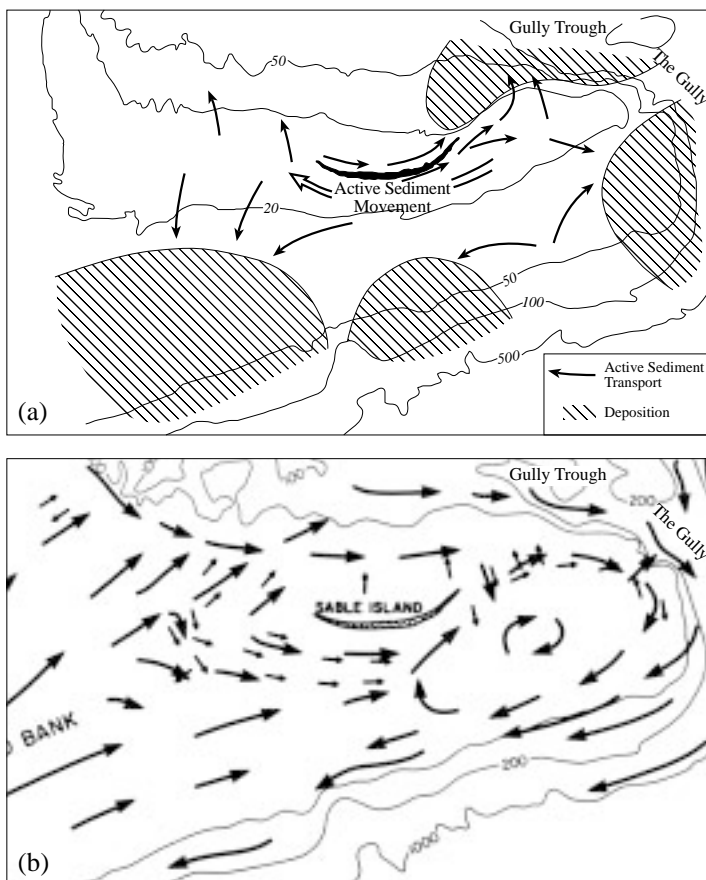 Gully Trough
The Gully
50
Active Sediment
Movement
20
50
100
500
Active Sediment
Transport
Deposition
(a)
Gully Trough
100
200
The Gully
SABLE ISLAND
BANK
200
1000
(b)